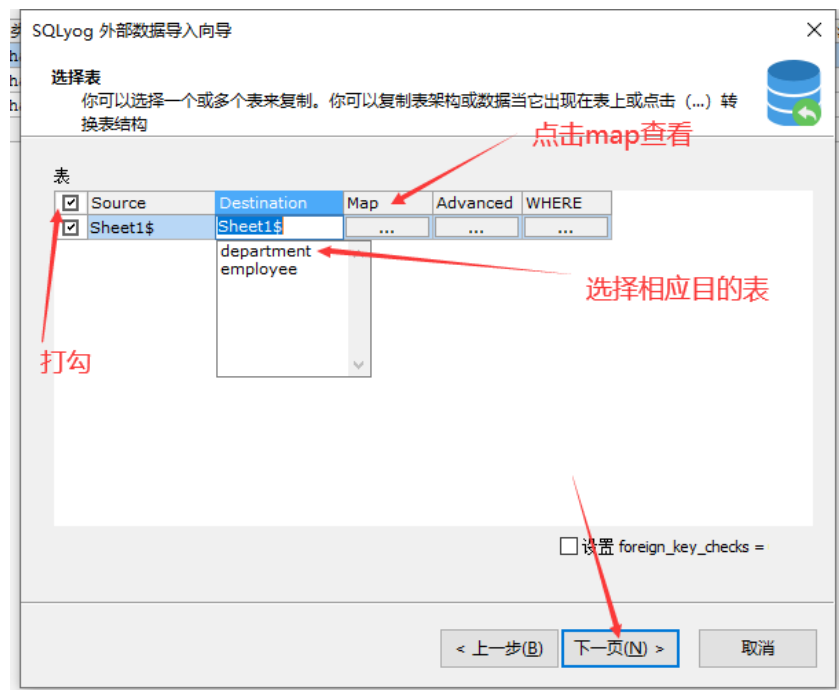 SQLyog 外部数据导入向导
选择表
你可以选择一个或多个表来复制。你可以复制表架构或数据当它出现在表上或点击（...）转
换表结构
点击map查看
表
Source Destination Map Advanced WHERE
Sheet1$ Sheet1$ ... ... ...
department
employee
选择相应目的表
打勾
设置 foreign_key_checks =
< 上一步(B) 下一页(N) > 取消